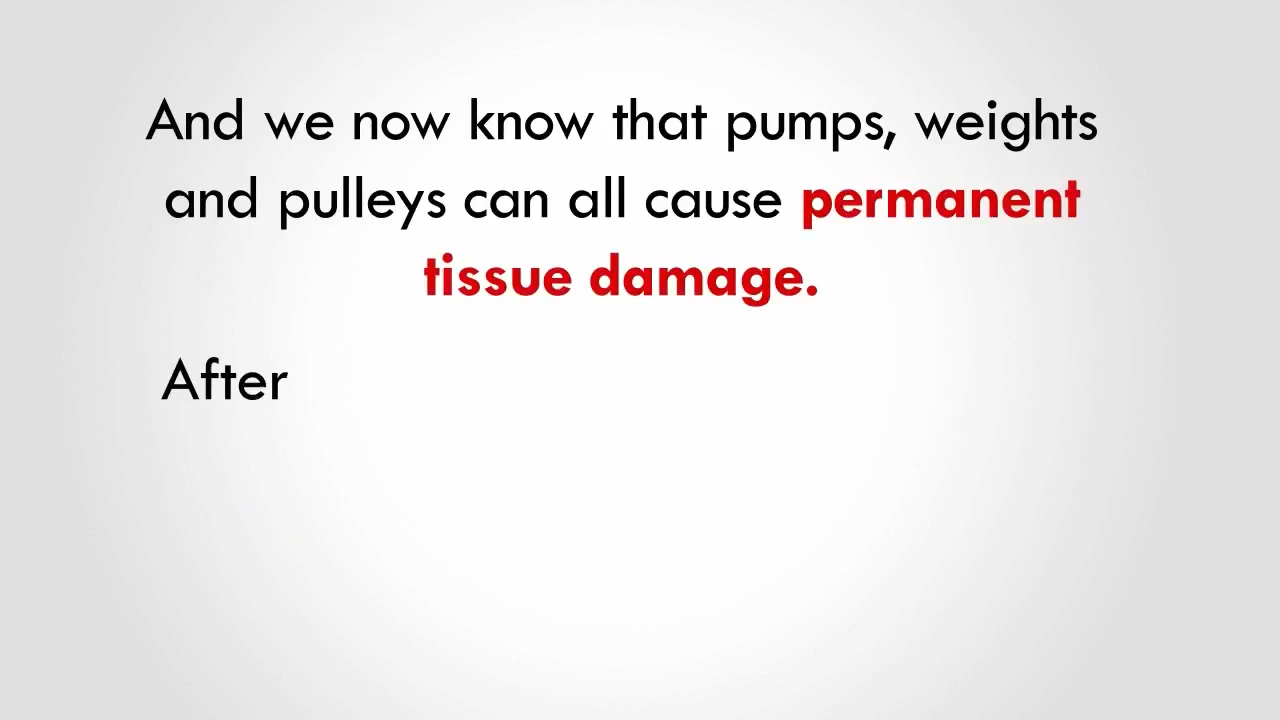 And we now know that pumps, weights
and pulleys can all cause permanent
tissue damage.
After